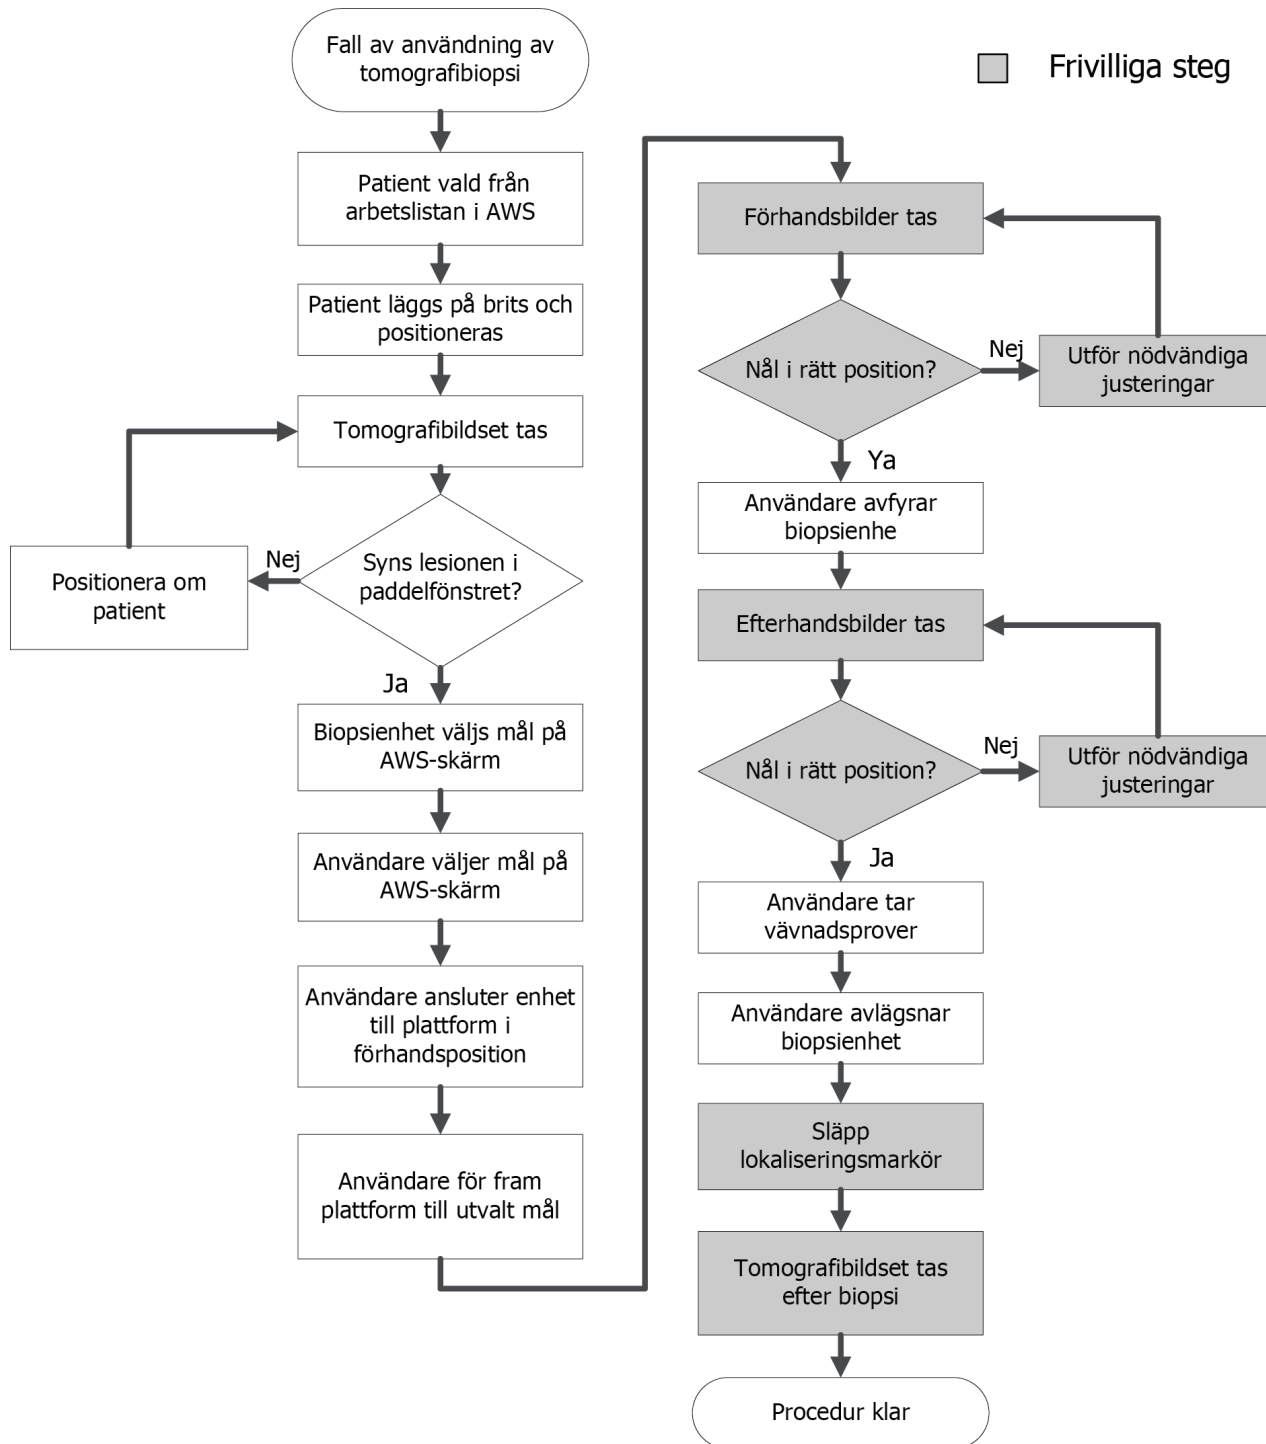 Fall av användning av
tomografibiopsi
Patient vald från
arbetslistan i AWS
Patient läggs på brits och
positioneras
Tomografibildset tas
Syns lesionen i
paddelfönstret?
Nej
Positionera om
patient
Ja
Biopsienhet väljs mål på
AWS-skärm
Användare väljer mål på
AWS-skärm
Användare ansluter enhet
till plattform i
förhandsposition
Användare för fram
plattform till utvalt mål
Frivilliga steg
Förhandsbilder tas
Nål i rätt position?
Nej
Utför nödvändiga
justeringar
Ya
Användare avfyrar
biopsienhe
Efterhandsbilder tas
Nål i rätt position?
Nej
Utför nödvändiga
justeringar
Ja
Användare tar
vävnadsprover
Användare avlägsnar
biopsienhet
Släpp
lokaliseringsmarkör
Tomografibildset tas
efter biopsi
Procedur klar